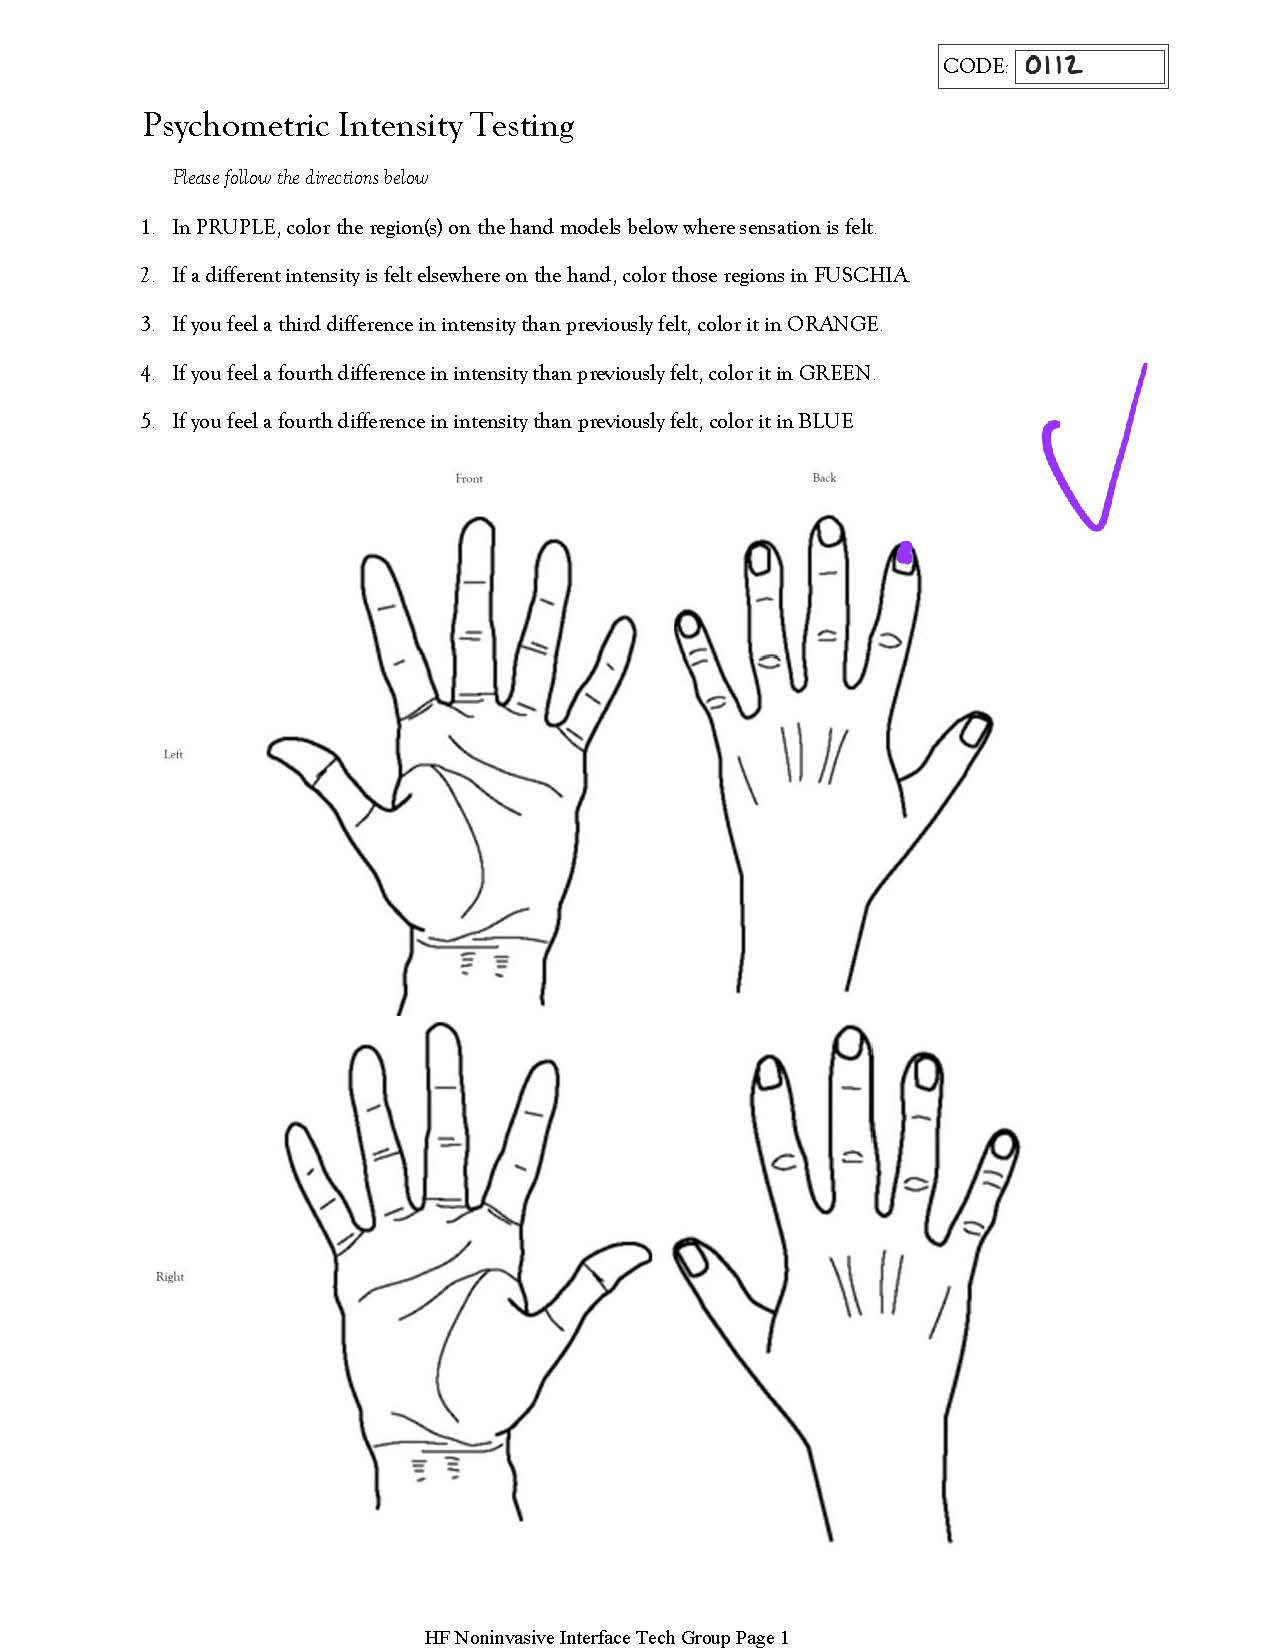 CODE: 0112
Psychometric Intensity Testing
Please follow the directions below
1. In PRUPLE, color the region(s) on the hand models below where sensation is felt.
2. If a different intensity is felt elsewhere on the hand, color those regions in FUSCHIA.
3. If you feel a third difference in intensity than previously felt, color it in ORANGE.
4. If you feel a fourth difference in intensity than previously felt, color it in GREEN.
5. If you feel a fourth difference in intensity than previously felt, color it in BLUE
Front Back
Left
Right
HF Noninvasive Interface Tech Group Page 1